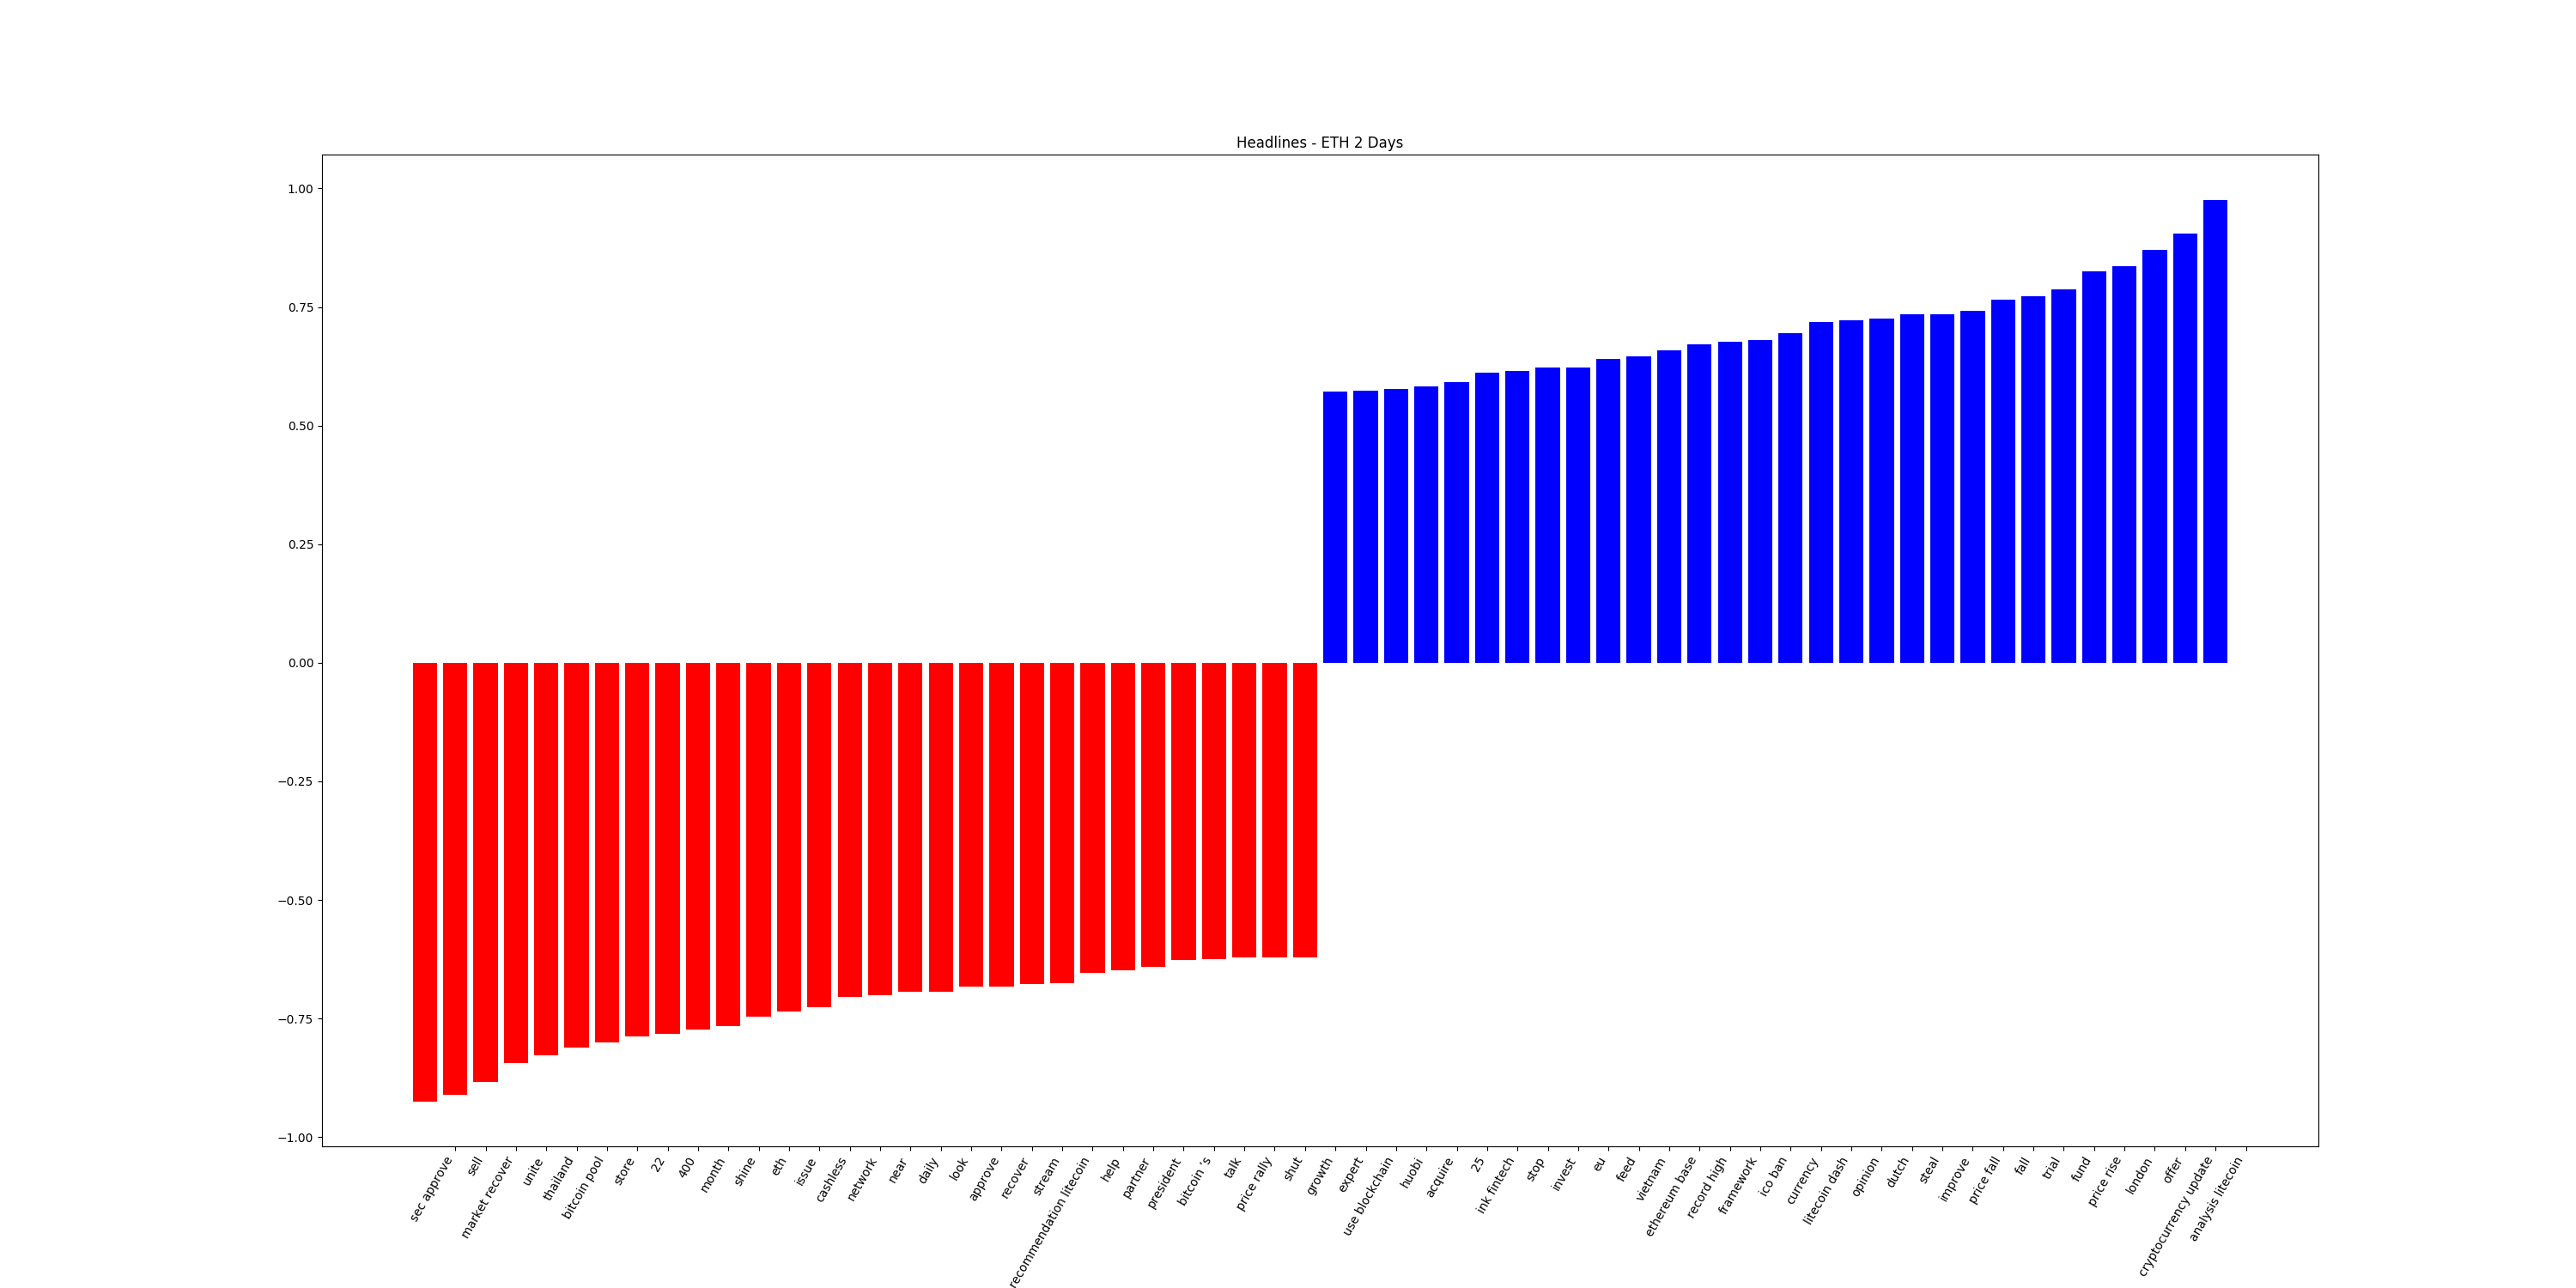 Headlines - ETH 2 Days
1.00
0.75
0.50
0.25
0.00
−0.25
−0.50
−0.75
−1.00
sec approve
sell
market recover
unite
thailand
bitcoin pool
store
22
400
month
shine
eth
issue
cashless
network
near
daily
look
approve
recover
stream
recommendation litecoin
help
partner
president
bitcoin 's
talk
price rally
shut
growth
expert
use blockchain
huobi
acquire
25
ink fintech
stop
invest
eu
feed
vietnam
ethereum base
record high
framework
ico ban
currency
litecoin dash
opinion
dutch
steal
improve
price fall
fall
trial
fund
price rise
london
offer
cryptocurrency update
analysis litecoin